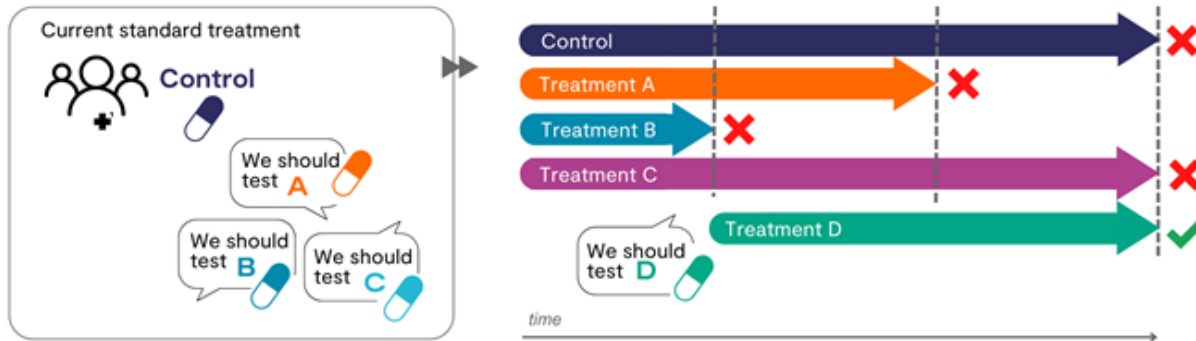 Current standard treatment
Control
We should
test A
We should
test B
We should
test C
Control
Treatment A
Treatment B
Treatment C
Treatment D
We should
test D
time